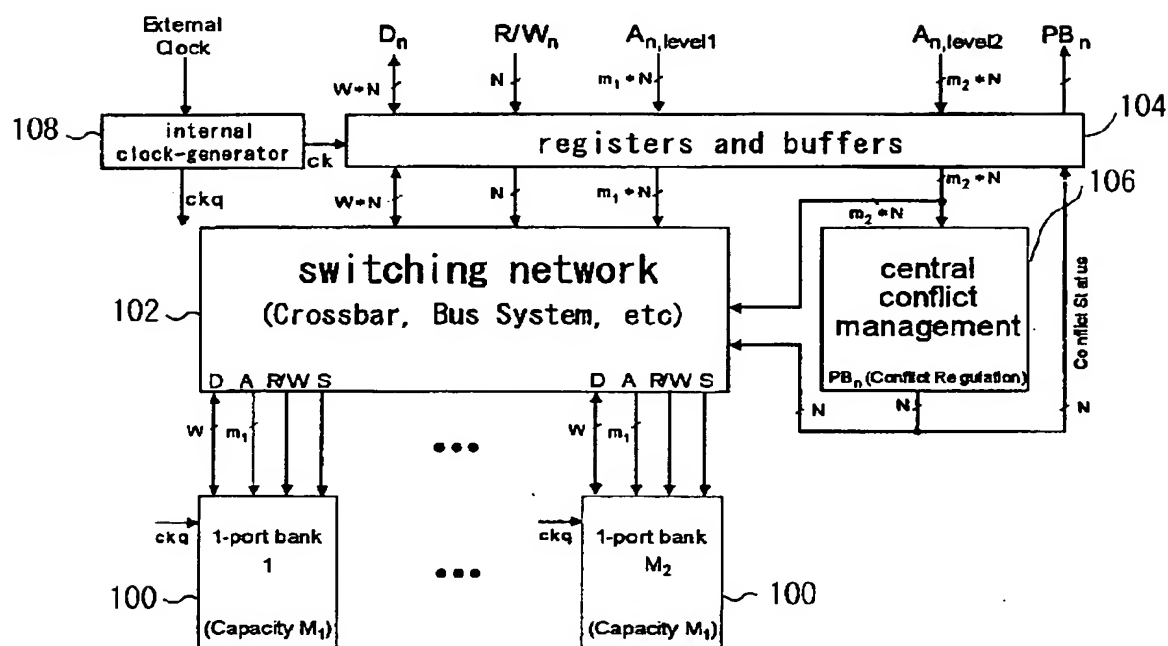 External Clock
Dₙ
R/Wₙ
Aₙ,level1
Aₙ,level2
PBₙ
W*N
N
m₁*N
m₂*N
108
internal clock-generator
ck
registers and buffers
104
ckq
W*N
N
m₁*N
m₂*N
106
m₂*N
switching network
(Crossbar, Bus System, etc)
102
central
conflict
management
PBₙ (Conflict Regulation)
Conflict Status
D A R/W S
D A R/W S
N
N
N
W
m₁
W
m₁
•••
ckq
1-port bank
1
(Capacity M₁)
100
•••
ckq
1-port bank
M₂
(Capacity M₁)
100